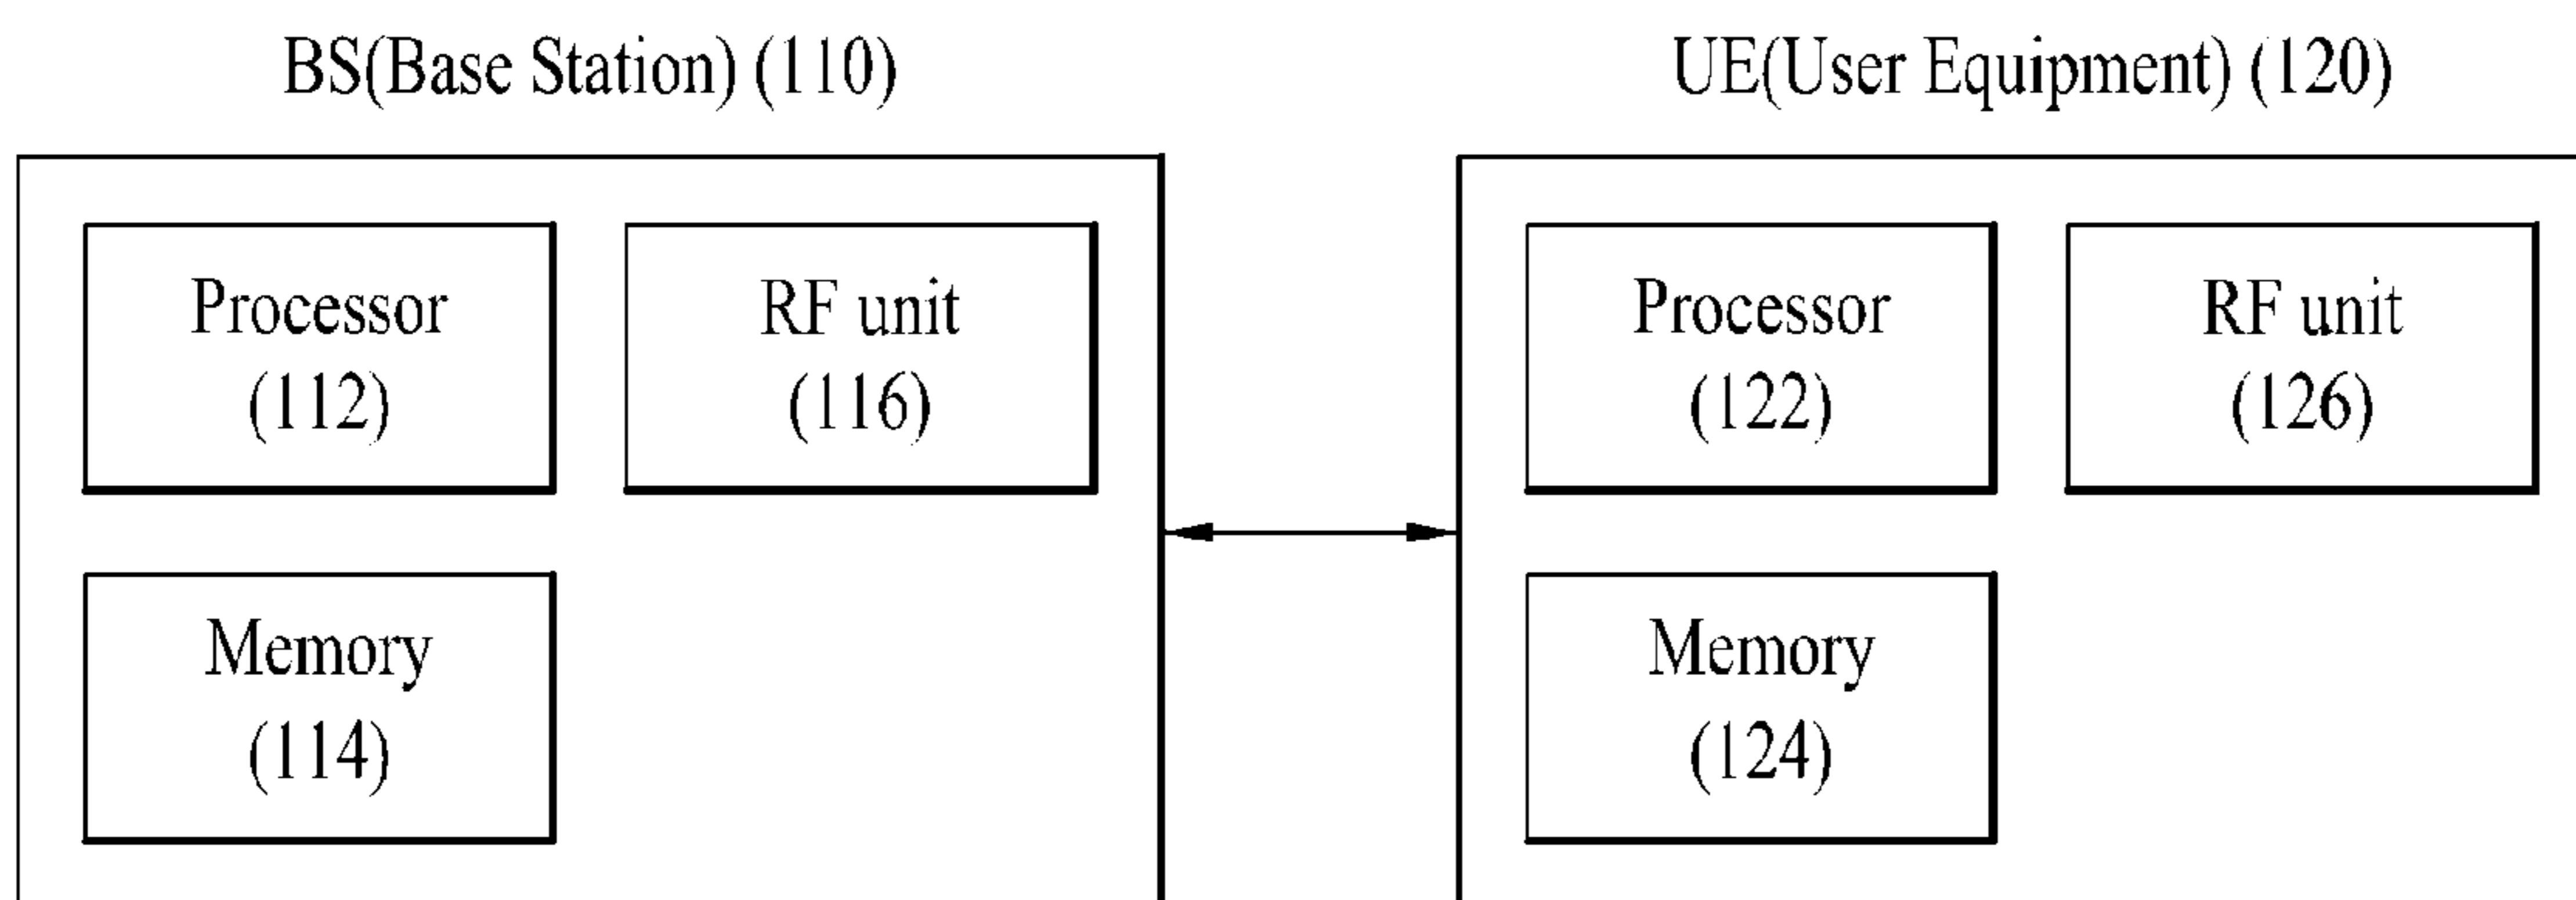 BS(Base Station) (110)
UE(User Equipment) (120)
Processor
(112)
RF unit
(116)
Memory
(114)
Processor
(122)
RF unit
(126)
Memory
(124)